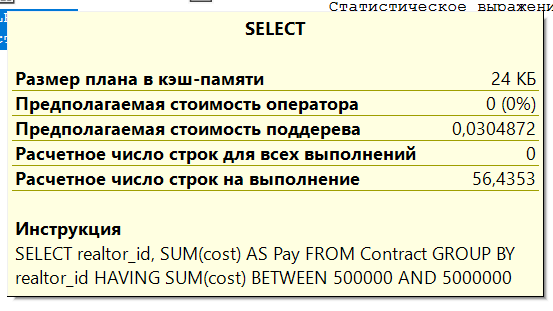 Статистическое выражени
SELECT
Размер плана в кэш-памяти 24 КБ
Предполагаемая стоимость оператора 0 (0%)
Предполагаемая стоимость поддерева 0,0304872
Расчетное число строк для всех выполнений 0
Расчетное число строк на выполнение 56,4353
Инструкция
SELECT realtor_id, SUM(cost) AS Pay FROM Contract GROUP BY
realtor_id HAVING SUM(cost) BETWEEN 500000 AND 5000000